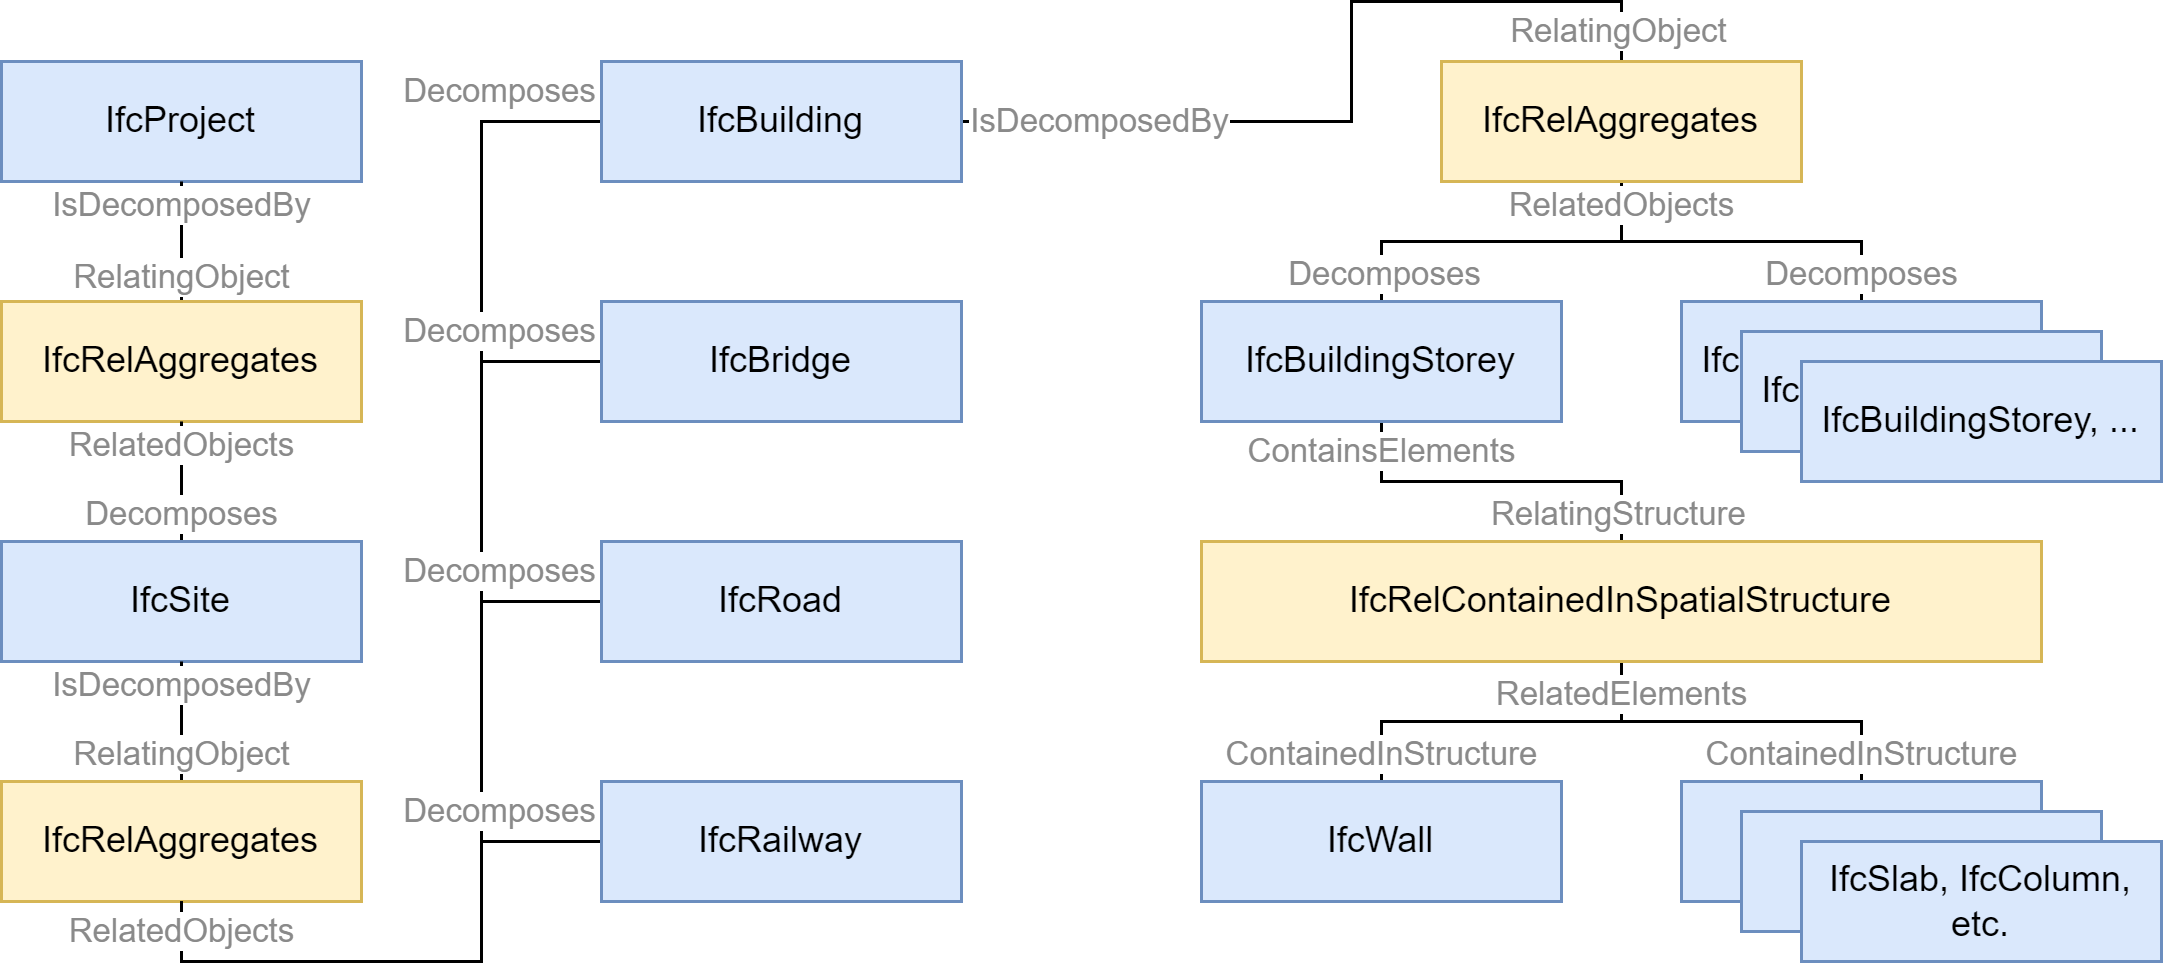 IfcProject
IsDecomposedBy
RelatingObject
IfcRelAggregates
RelatedObjects
Decomposes
IfcSite
IsDecomposedBy
RelatingObject
IfcRelAggregates
RelatedObjects
Decomposes
IfcBuilding
IsDecomposedBy
Decomposes
IfcBridge
Decomposes
IfcRoad
Decomposes
IfcRailway
RelatingObject
IfcRelAggregates
RelatedObjects
Decomposes
IfcBuildingStorey
Decomposes
Ifc
Ifc
IfcBuildingStorey, ...
ContainsElements
RelatingStructure
IfcRelContainedInSpatialStructure
RelatedElements
ContainedInStructure
IfcWall
ContainedInStructure
IfcSlab, IfcColumn,
etc.